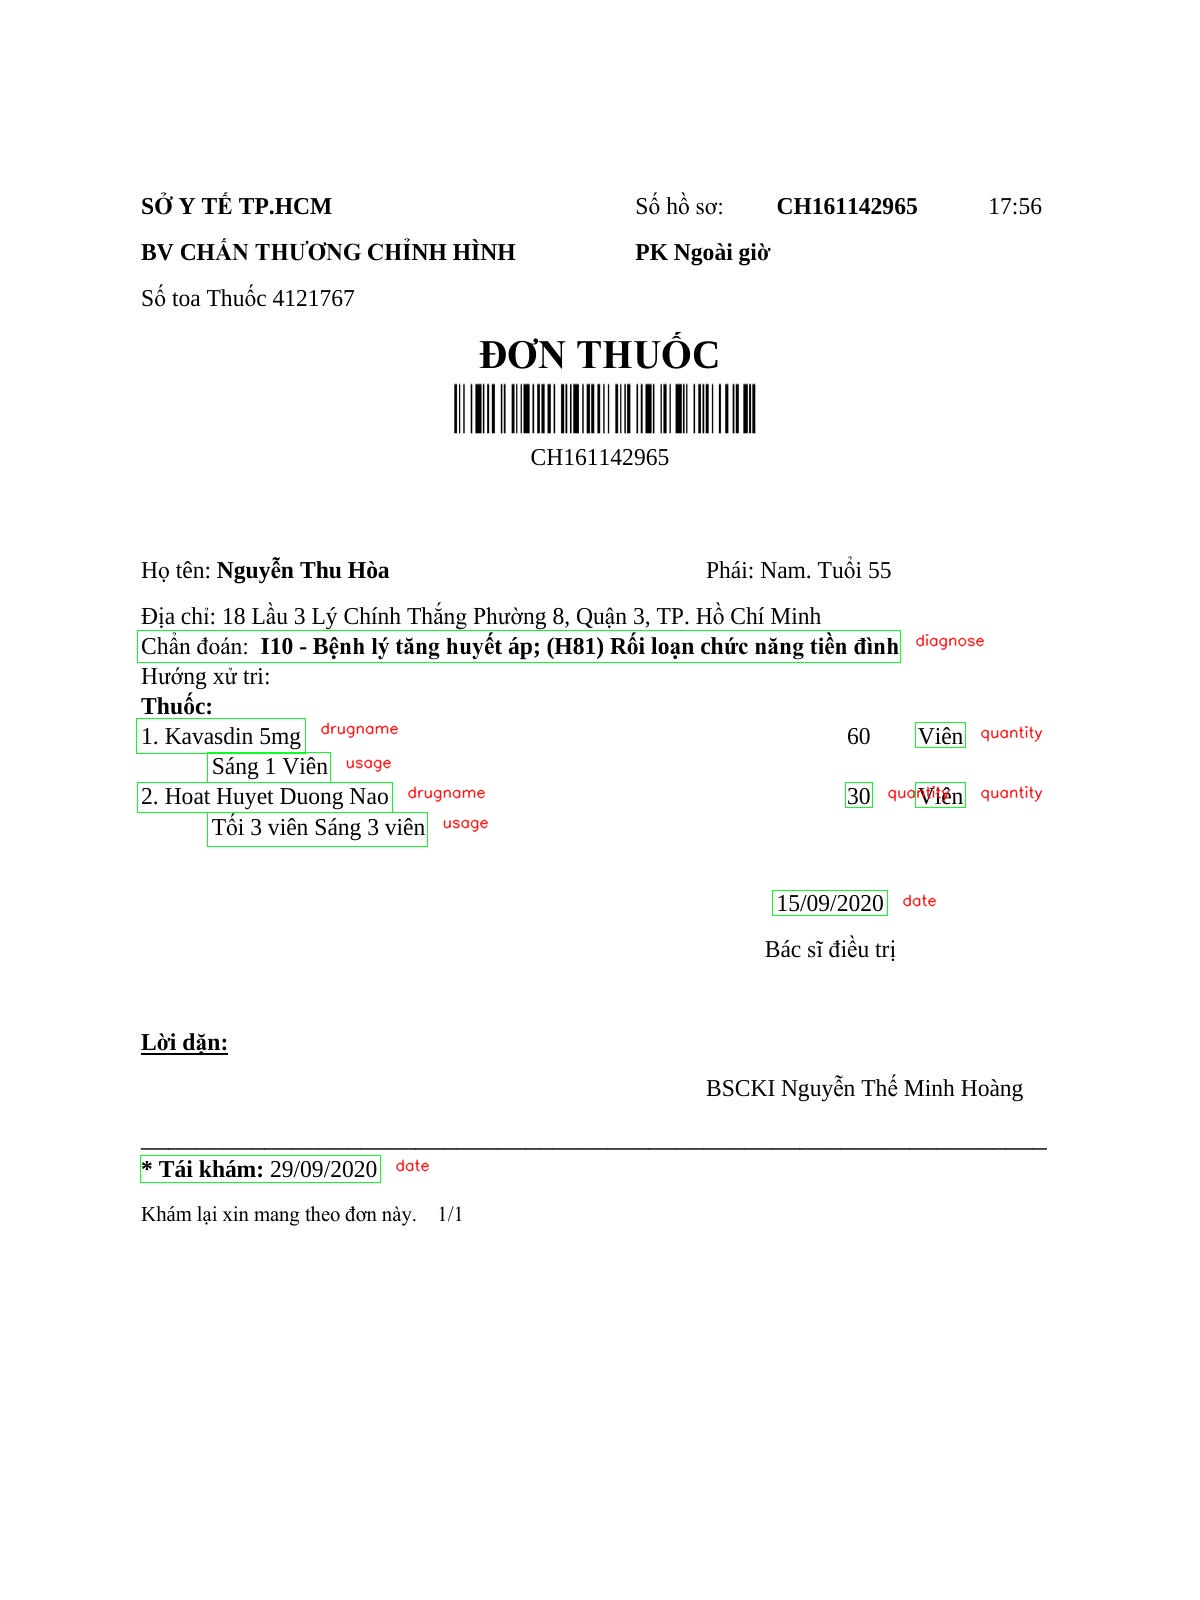 SỞ Y TẾ TP.HCM Số hồ sơ: CH161142965 17:56
BV CHẤN THƯƠNG CHỈNH HÌNH PK Ngoài giờ
Số toa Thuốc 4121767
ĐƠN THUỐC
CH161142965
Họ tên: Nguyễn Thu Hòa Phái: Nam. Tuổi 55
Địa chỉ: 18 Lầu 3 Lý Chính Thắng Phường 8, Quận 3, TP. Hồ Chí Minh
Chẩn đoán: I10 - Bệnh lý tăng huyết áp; (H81) Rối loạn chức năng tiền đình diagnose
Hướng xử tri:
Thuốc:
1. Kavasdin 5mg drugname 60 Viên quantity
Sáng 1 Viên usage
2. Hoat Huyet Duong Nao drugname 30 quantity Viên quantity
Tối 3 viên Sáng 3 viên usage
15/09/2020 date
Bác sĩ điều trị
Lời dặn:
BSCKI Nguyễn Thế Minh Hoàng
* Tái khám: 29/09/2020 date
Khám lại xin mang theo đơn này. 1/1